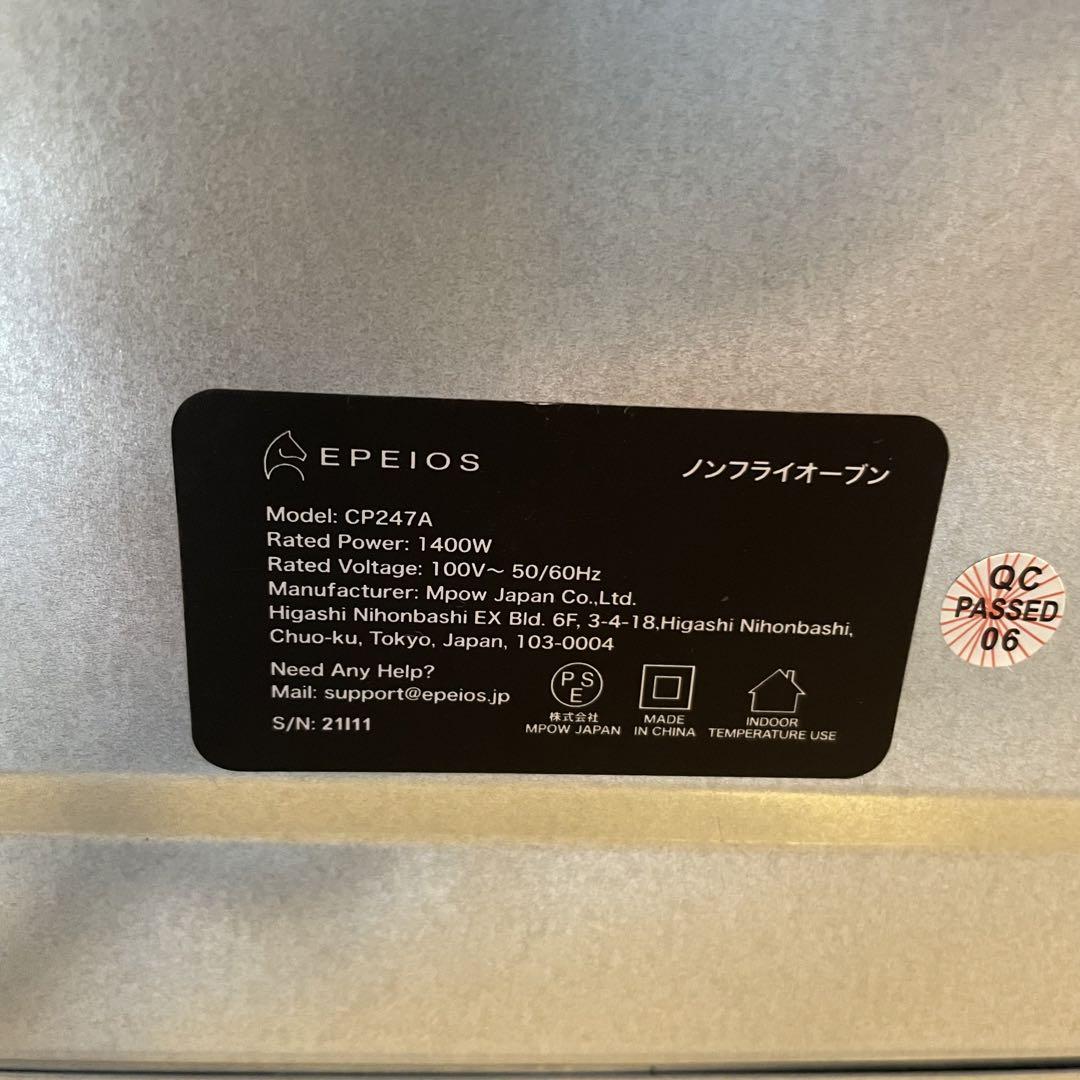 EPEIOS
ノンフライオーブン
Model: CP247A
Rated Power: 1400W
Rated Voltage: 100V～ 50/60Hz
Manufacturer: Mpow Japan Co.,Ltd.
Higashi Nihonbashi EX Bld. 6F, 3-4-18,Higashi Nihonbashi,
Chuo-ku, Tokyo, Japan, 103-0004
Need Any Help?
Mail: support@epeios.jp
S/N: 21I11
PS
E
株式会社
MPOW JAPAN
MADE
IN CHINA
INDOOR
TEMPERATURE USE
QC
PASSED
06